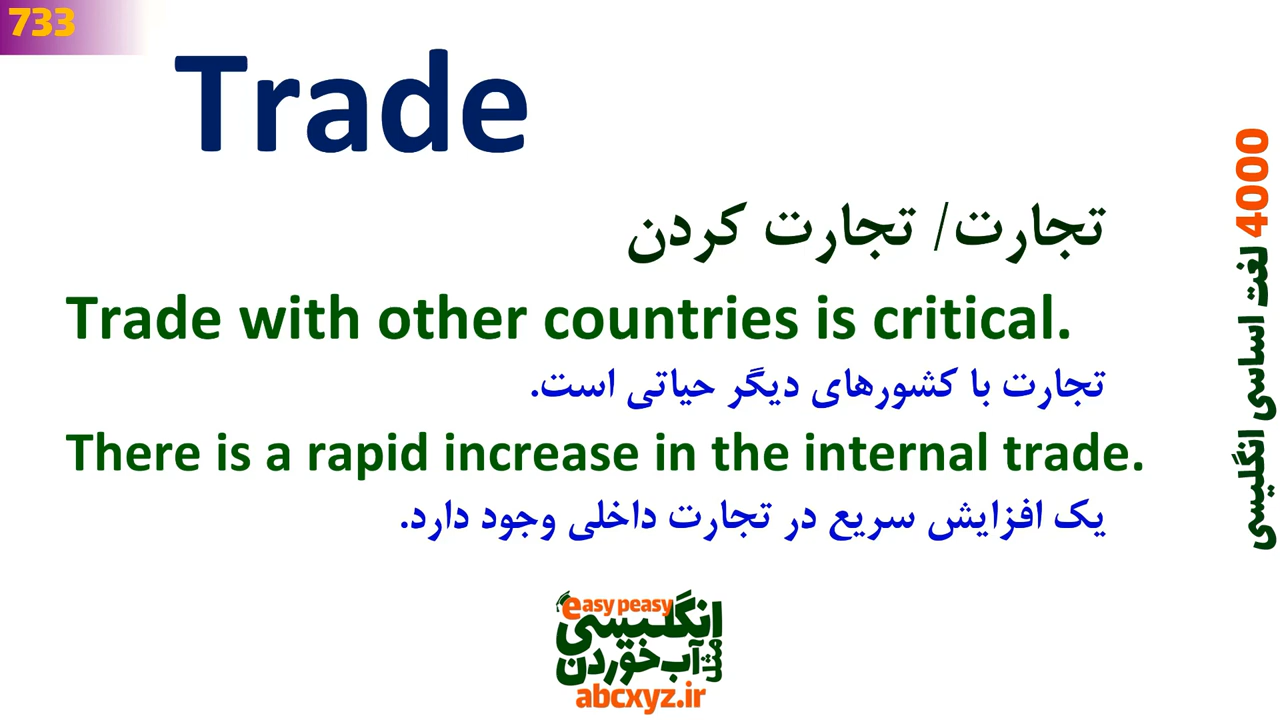 733
Trade
تجارت/ تجارت کردن
Trade with other countries is critical.
تجارت با کشورهای دیگر حیاتی است.
There is a rapid increase in the internal trade.
یک افزایش سریع در تجارت داخلی وجود دارد.
4000 لغت اساسی انگلیسی
easy peasy
انگلیسی
مثل آب خوردن
abcxyz.ir